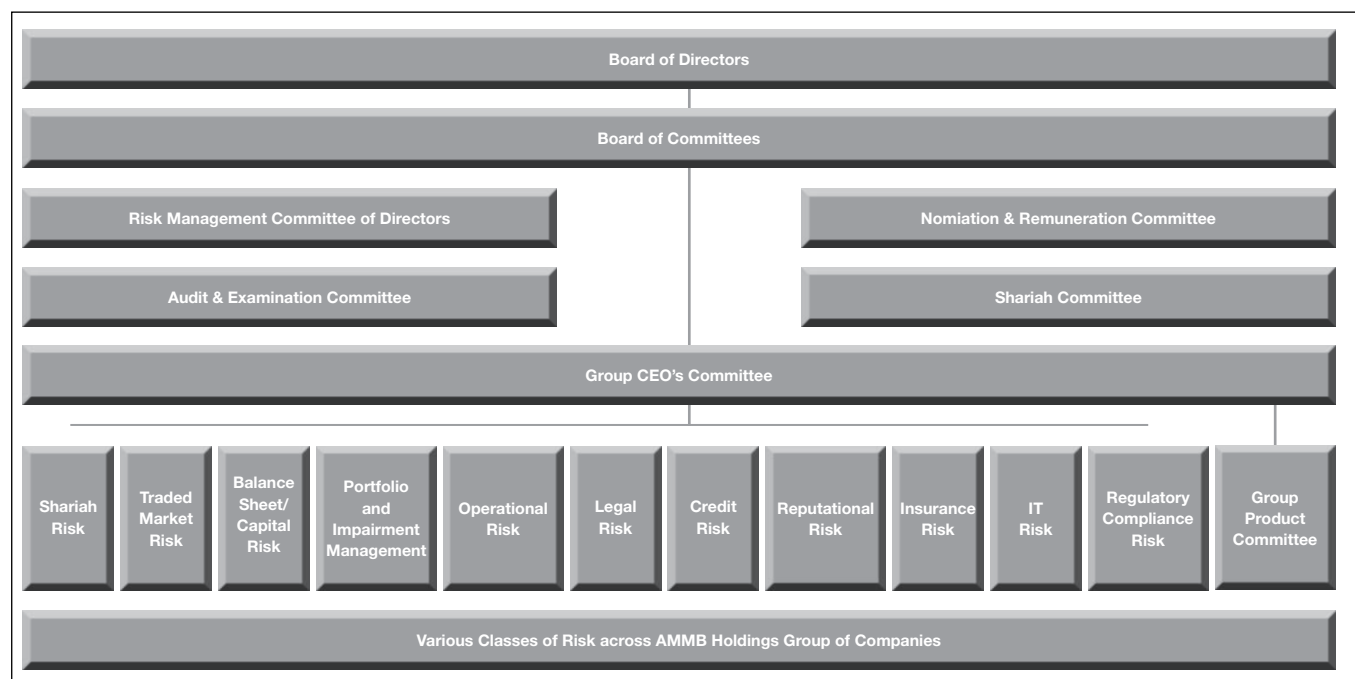 Board of Directors
Board of Committees
Risk Management Committee of Directors
Nomiation & Remuneration Committee
Audit & Examination Committee
Shariah Committee
Group CEO’s Committee
Shariah
Risk
Traded
Market
Risk
Balance
Sheet/
Capital
Risk
Portfolio
and
Impairment
Management
Operational
Risk
Legal
Risk
Credit
Risk
Reputational
Risk
Insurance
Risk
IT
Risk
Regulatory
Compliance
Risk
Group
Product
Committee
Various Classes of Risk across AMMB Holdings Group of Companies